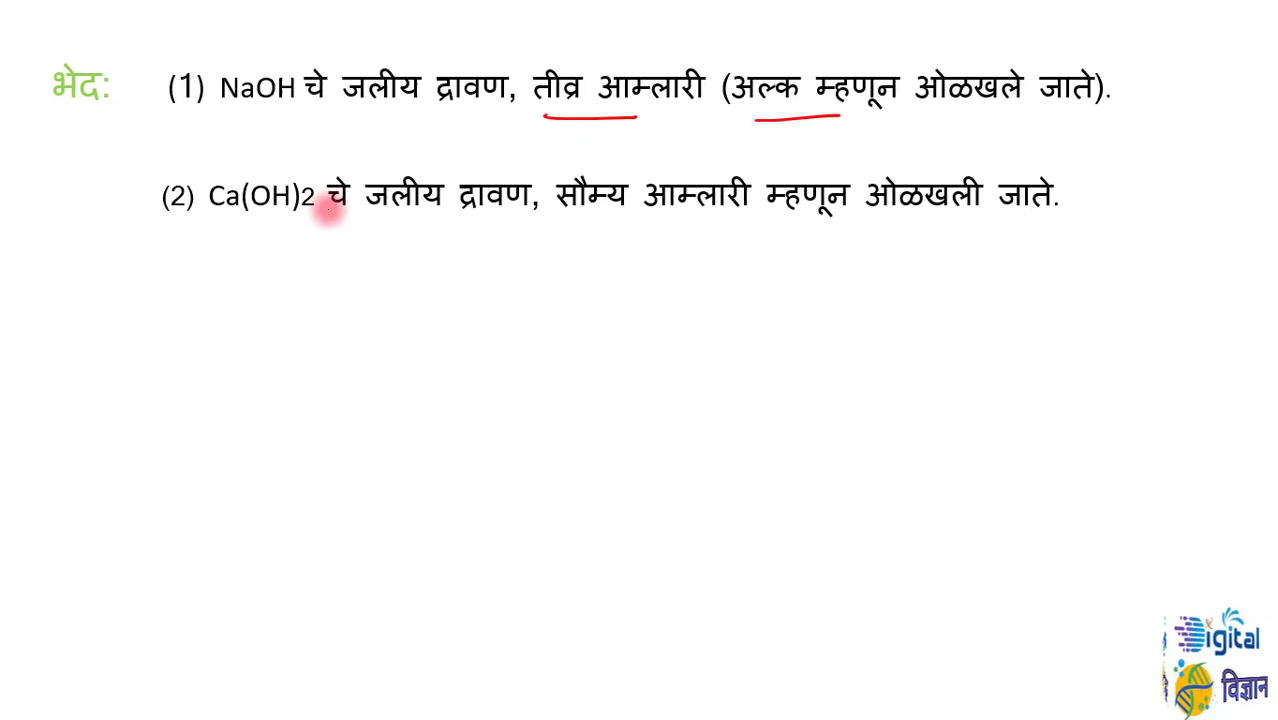 भेद: (1) NaOH चे जलीय द्रावण, तीव्र आम्लारी (अल्क म्हणून ओळखले जाते).
(2) Ca(OH)2 चे जलीय द्रावण, सौम्य आम्लारी म्हणून ओळखली जाते.
Digital
विज्ञान